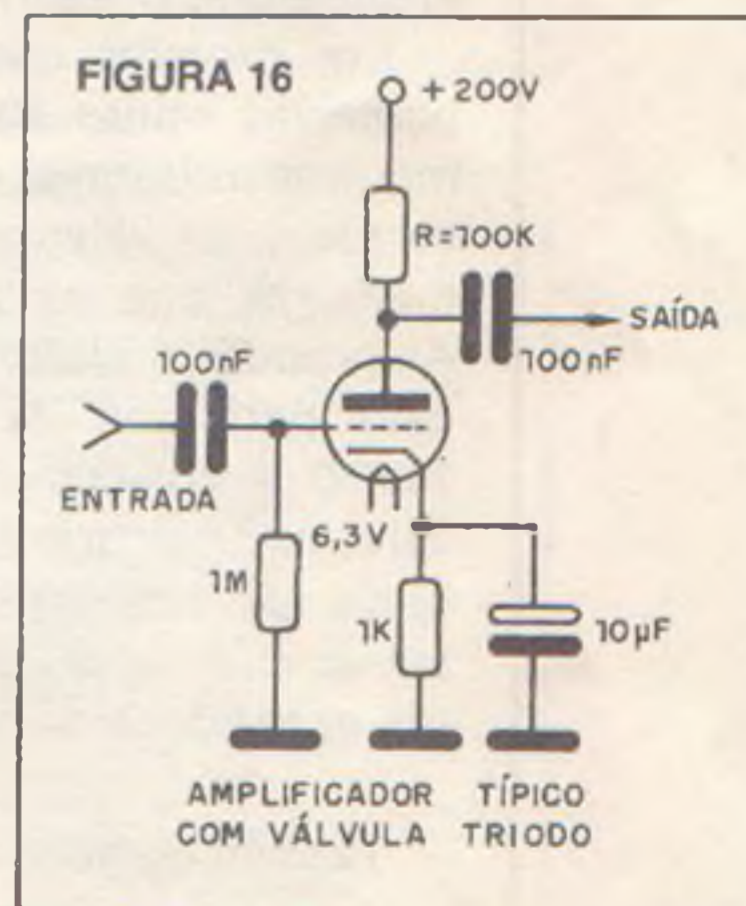 FIGURA 16
+ 200V
R=100K
SAÍDA
100nF
100nF
ENTRADA
6,3V
1M
1K
10µF
AMPLIFICADOR TÍPICO
COM VÁLVULA TRIODO